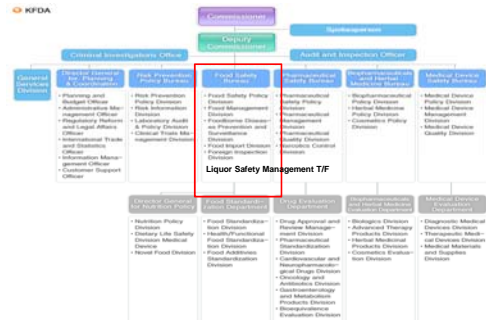 KFDA
Commissioner
Spokesperson
Deputy
Commissioner
Criminal Investigations Office
Audit and Inspection Officer
General
Services
Division
Director General
for Planning
& Coordination
• Planning and
Budget Officer
• Administrative Ma-
nagement Officer
• Regulatory Reform
and Legal Affairs
Officer
• International Trade
and Statistics
Officer
• Information Mana-
gement Officer
• Customer Support
Officer
Risk Prevention
Policy Bureau
• Risk Prevention
Policy Division
• Risk Information
Division
• Laboratory Audit
& Policy Division
• Clinical Trials Ma-
nagement Division
Food Safety
Bureau
• Food Safety Policy
Division
• Food Management
Division
• Foodborne Diseas-
es Prevention and
Surveillance
Division
• Food Import Division
• Foreign Inspection
Division
Liquor Safety Management T/F
Pharmaceutical
Safety Bureau
• Pharmaceutical
Safety Policy
Division
• Pharmaceutical
Management
Division
• Pharmaceutical
Quality Division
• Narcotics Control
Division
Biopharmaceuticals
and Herbal
Medicine Bureau
• Biopharmaceutical
Policy Division
• Herbal Medicine
Policy Division
• Cosmetics Policy
Division
Medical Device
Safety Bureau
• Medical Device
Policy Division
• Medical Device
Management
Division
• Medical Device
Quality Division
Director General
for Nutrition Policy
• Nutrition Policy
Division
• Dietary Life Safety
Division Medical
Device
• Novel Food Division
Food Standardi-
zation Department
• Food Standardiza-
tion Division
• Health/Functional
Food Standardiza-
tion Division
• Food Additives
Standardization
Division
Drug Evaluation
Department
• Drug Approval and
Review Manage-
ment Division
• Pharmaceutical
Standardization
Division
• Cardiovascular and
Neuropharmacolo-
gical Drugs Division
• Oncology and
Antibiotics Division
• Gastroenterology
and Metabolism
Products Division
• Bioequivalence
Evaluation Division
Biopharmaceuticals
and Herbal Medicine
Evaluation Department
• Biologics Division
• Advanced Therapy
Products Division
• Herbal Medicinal
Products Division
• Cosmetics Evalua-
tion Division
Medical Device
Evaluation
Department
• Diagnostic Medical
Devices Division
• Therapeutic Medi-
cal Devices Division
• Medical Materials
and Supplies
Division